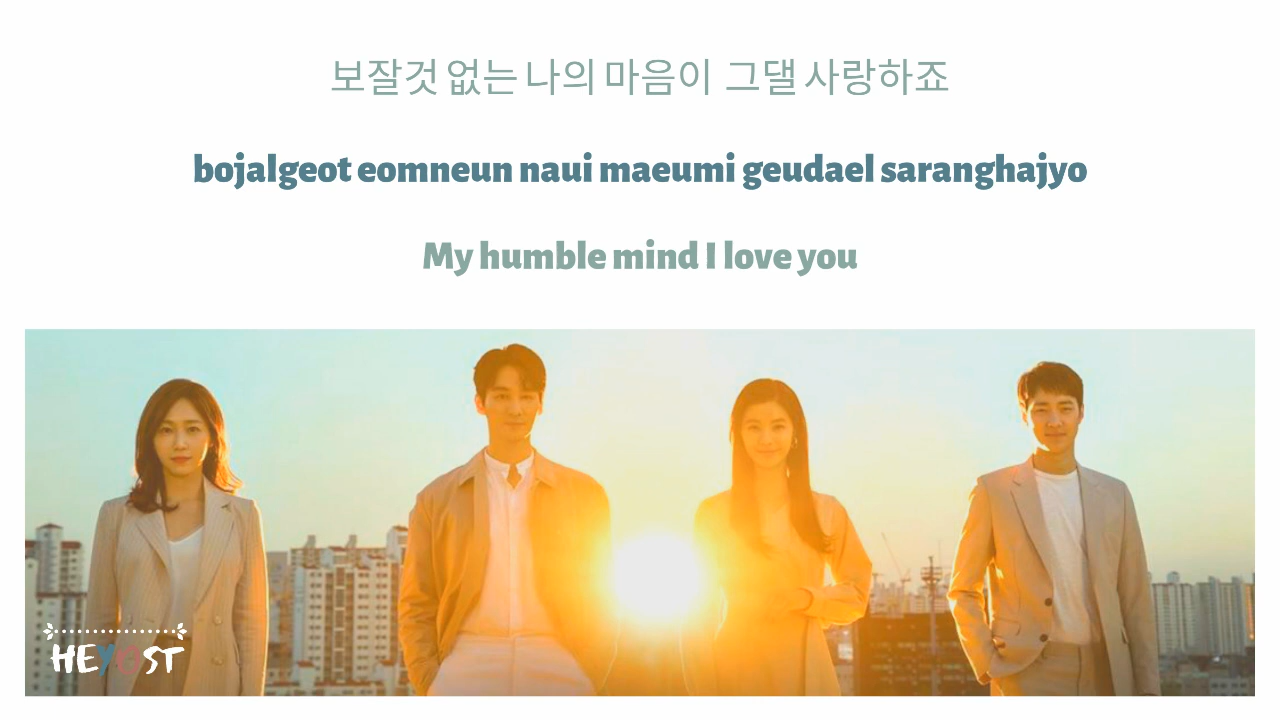 보잘것 없는 나의 마음이 그댈 사랑하죠
bojalgeot eomneun naui maeumi geudael saranghajyo
My humble mind I love you
HEYOST